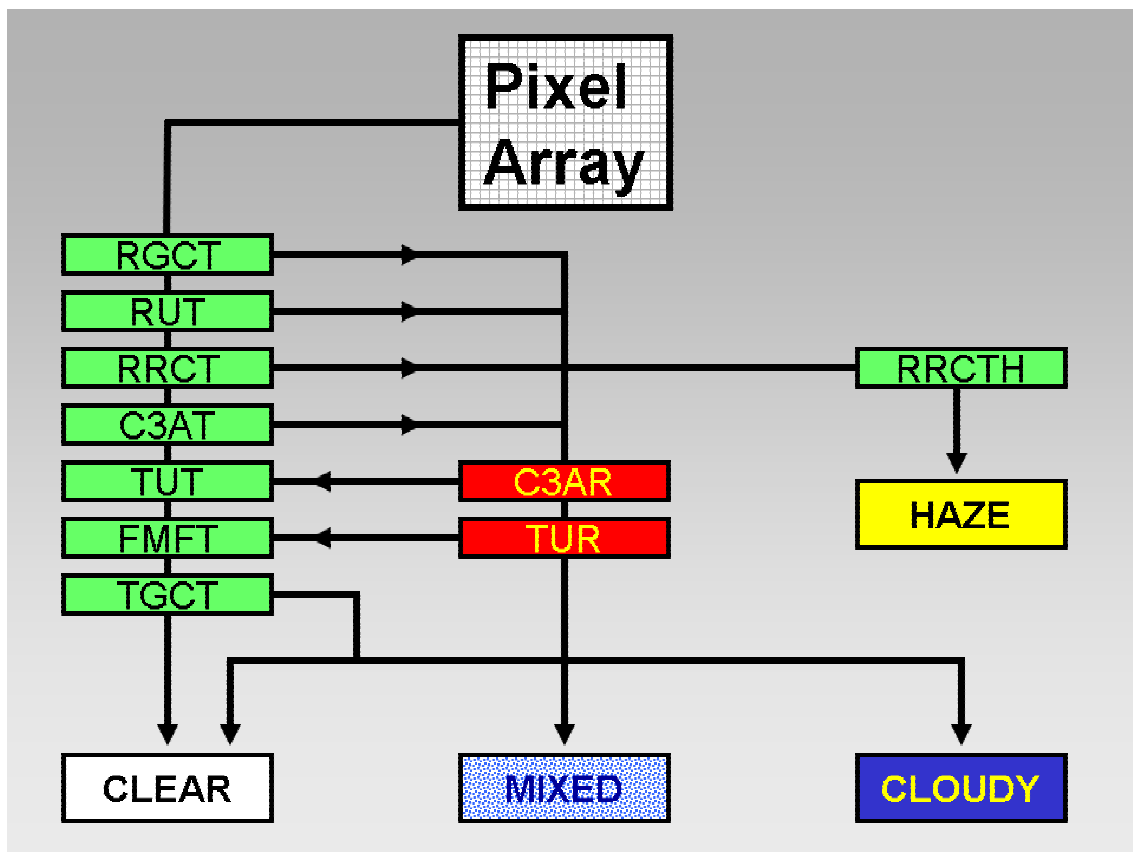 Pixel
Array
RGCT
RUT
RRCT
RRCTH
C3AT
TUT
C3AR
HAZE
FMFT
TUR
TGCT
CLEAR
MIXED
CLOUDY